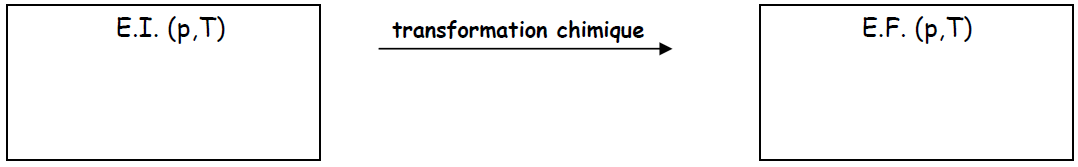 E.I. (p,T)
transformation chimique
E.F. (p,T)